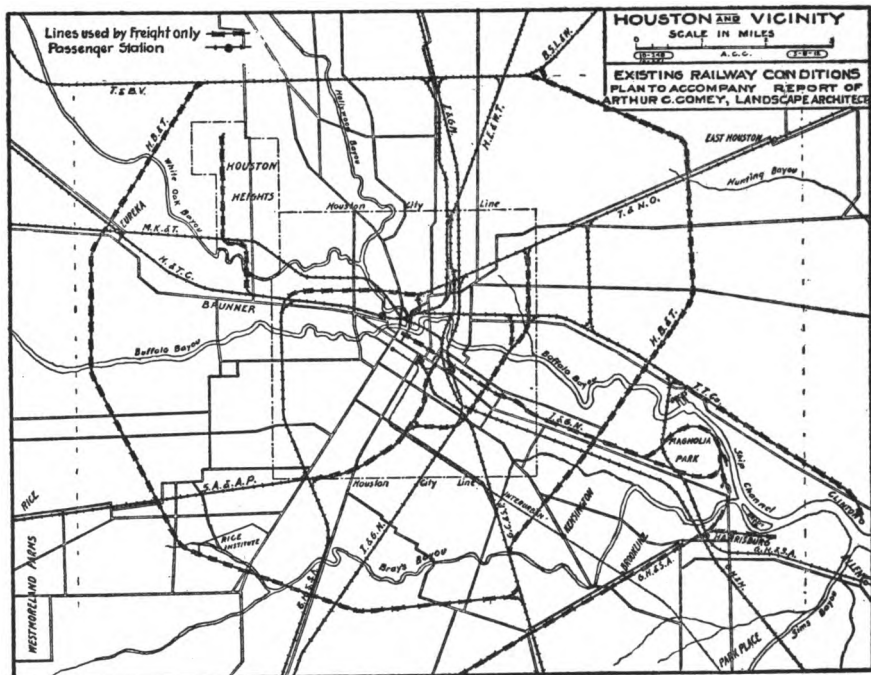 HOUSTON AND VICINITY
SCALE IN MILES
A.C.C.
EXISTING RAILWAY CONDITIONS
PLAN TO ACCOMPANY REPORT OF
ARTHUR C. COMEY, LANDSCAPE ARCHITECT
Lines used by Freight only
Passenger Station
T. & B.V.
B.S.L. & W.
H.B. & T.
Hollywood Bayou
I. & G.N.
H.E. & W.T.
EAST HOUSTON
Hunting Bayou
White Oak Bayou
HOUSTON
HEIGHTS
Houston City Line
T. & N.O.
EUREKA
M.K. & T.
H. & T.C.
BRUNNER
Buffalo Bayou
Buffalo Bayou
H.B. & T.
I. & G.N.
MAGNOLIA
PARK
Ship Channel
CLINTON
S.A. & A.P.
Houston City Line
INTERURBAN
KENSINGTON
RICE
RICE
INSTITUTE
I. & G.N.
Brays Bayou
BROOKLINE
HARRISBURG
G.H. & S.A.
G.H. & S.A.
WESTMORELAND FARMS
PARK PLACE
Sims Bayou